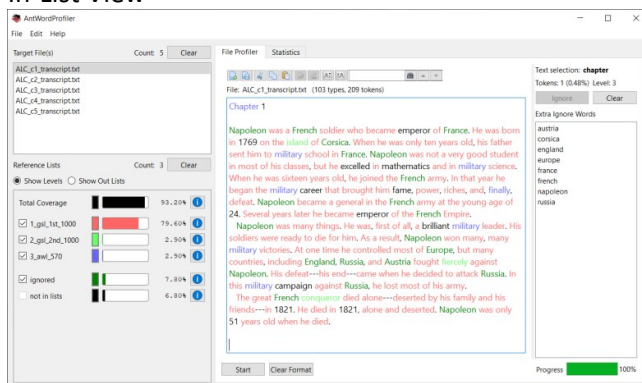 in List View
AntWordProfiler
File Edit Help
Target File(s) Count: 5 Clear
ALC_c1_transcript.txt
ALC_c2_transcript.txt
ALC_c3_transcript.txt
ALC_c4_transcript.txt
ALC_c5_transcript.txt
Reference Lists Count: 3 Clear
Show Levels Show Out Lists
Total Coverage 93.20%
1_gsl_1st_1000 79.60%
2_gsl_2nd_1000 2.90%
3_awl_570 2.90%
ignored 7.80%
not in lists 6.80%
File Profiler Statistics
File: ALC_c1_transcript.txt (103 types, 209 tokens)
Chapter 1
Napoleon was a French soldier who became emperor of France. He was born
in 1769 on the island of Corsica. When he was only ten years old, his father
sent him to military school in France. Napoleon was not a very good student
in most of his classes, but he excelled in mathematics and in military science.
When he was sixteen years old, he joined the French army. In that year he
began the military career that brought him fame, power, riches, and, finally,
defeat. Napoleon became a general in the French army at the young age of
24. Several years later he became emperor of the French Empire.
Napoleon was many things. He was, first of all, a brilliant military leader. His
soldiers were ready to die for him. As a result, Napoleon won many, many
military victories. At one time he controlled most of Europe, but many
countries, including England, Russia, and Austria fought fiercely against
Napoleon. His defeat---his end---came when he decided to attack Russia. In
this military campaign against Russia, he lost most of his army.
The great French conqueror died alone---deserted by his family and his
friends---in 1821. He died in 1821, alone and deserted. Napoleon was only
51 years old when he died.
Start Clear Format
Text selection: chapter
Tokens: 1 (0.48%) Level: 3
Ignore Clear
Extra Ignore Words
austria
corsica
england
europe
france
french
napoleon
russia
Progress 100%